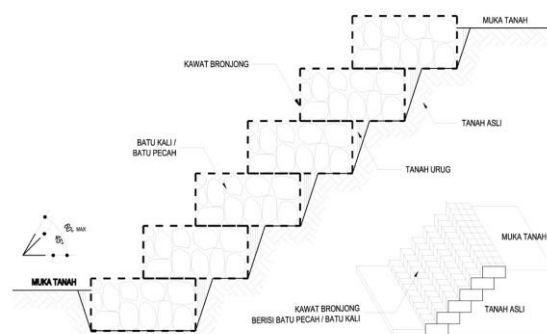 MUKA TANAH
KAWAT BRONJONG
TANAH ASLI
BATU KALI /
BATU PECAH
TANAH URUG
MAX
MUKA TANAH
MUKA TANAH
KAWAT BRONJONG
BERISI BATU PECAH / BATU KALI
TANAH ASLI